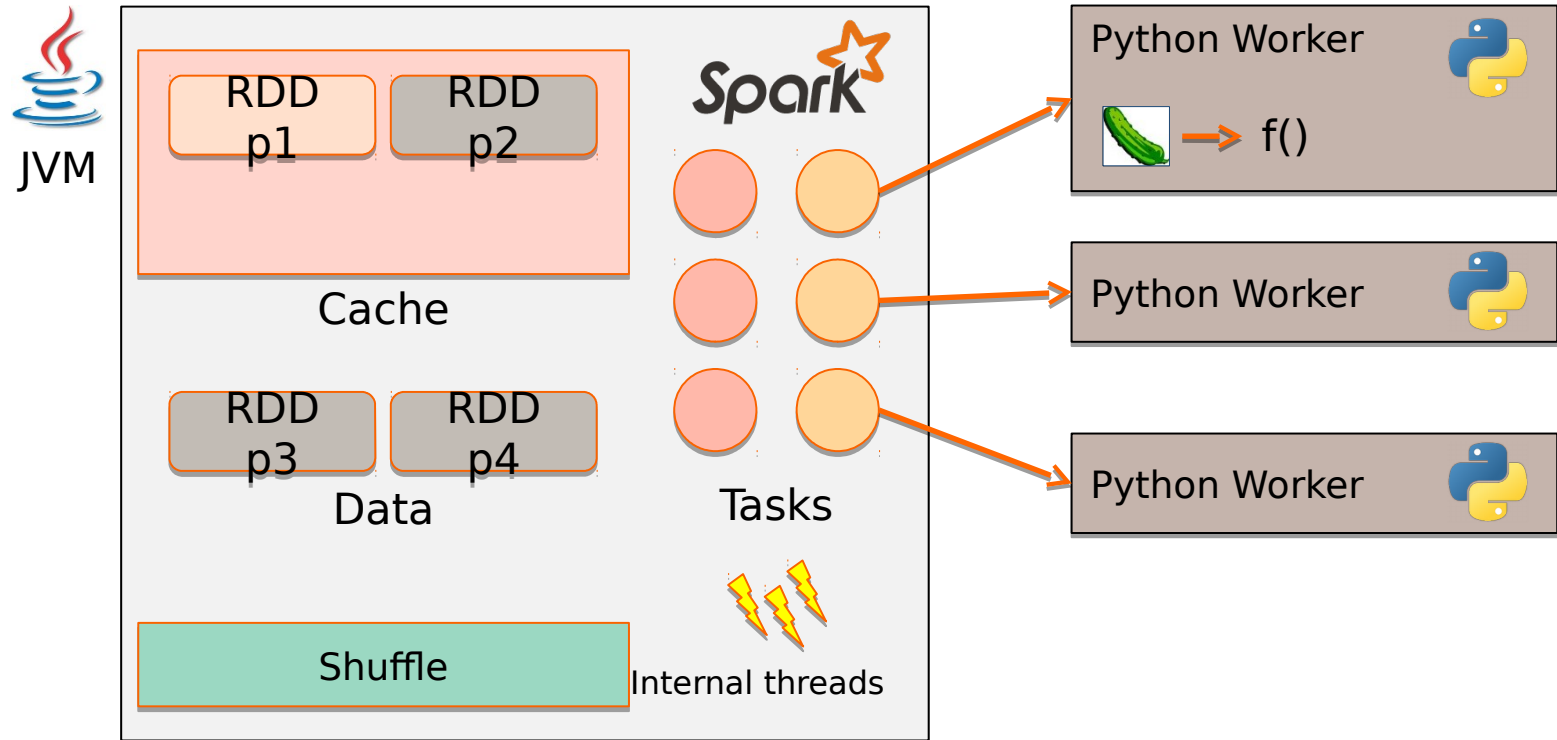 JVM
RDD
p1
RDD
p2
Cache
RDD
p3
RDD
p4
Data
Shuffle
Spark
Tasks
Internal threads
Python Worker
f()
Python Worker
Python Worker